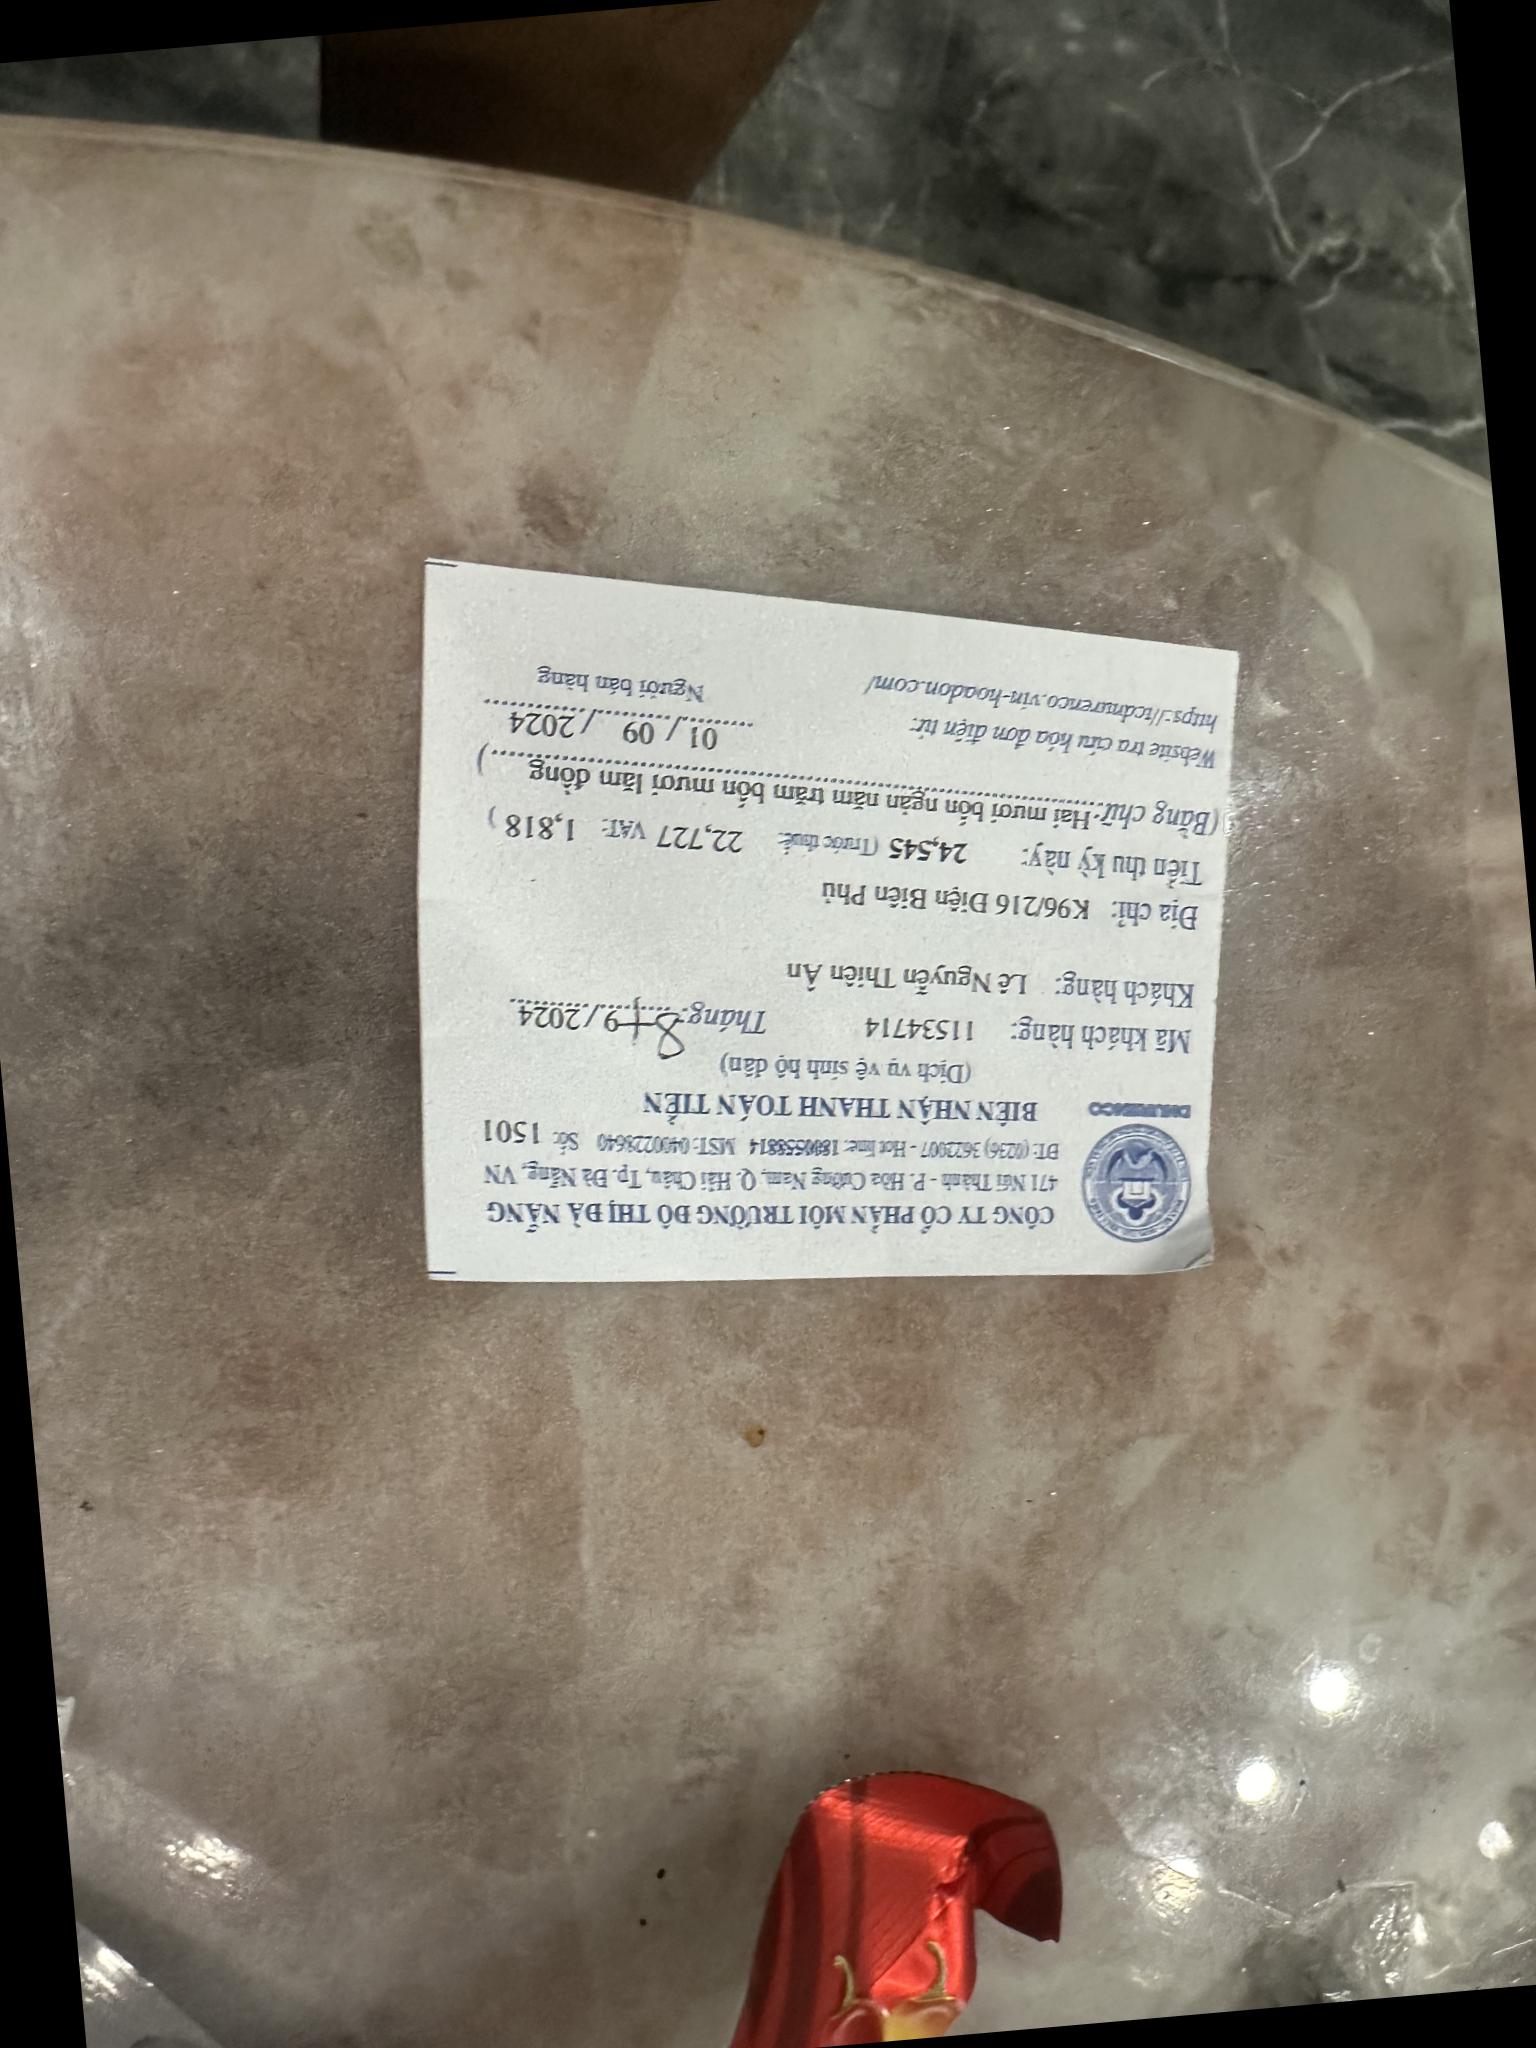 CÔNG TY CỔ PHẦN MÔI TRƯỜNG ĐÔ THỊ ĐÀ NẴNG
471 Núi Thành - P. Hòa Cường Nam, Q. Hải Châu, Tp. Đà Nẵng, VN
ĐT: (0236) 3622007 - Hot line: 1800558814 MST: 0400228640 Số: 1501
BIÊN NHẬN THANH TOÁN TIỀN
(Dịch vụ vệ sinh hộ dân)
Mã khách hàng: 11534714 Tháng: 8+9/2024
Khách hàng: Lê Nguyễn Thiên Ân
Địa chỉ: K96/216 Điện Biên Phủ
Tiền thu kỳ này: 24,545 (Trước thuế: 22,727 VAT: 1,818 )
(Bằng chữ: Hai mươi bốn ngàn năm trăm bốn mươi lăm đồng )
Website tra cứu hóa đơn điện tử:
https://tcdnurenco.vin-hoadon.com/
01 / 09 / 2024
Người bán hàng